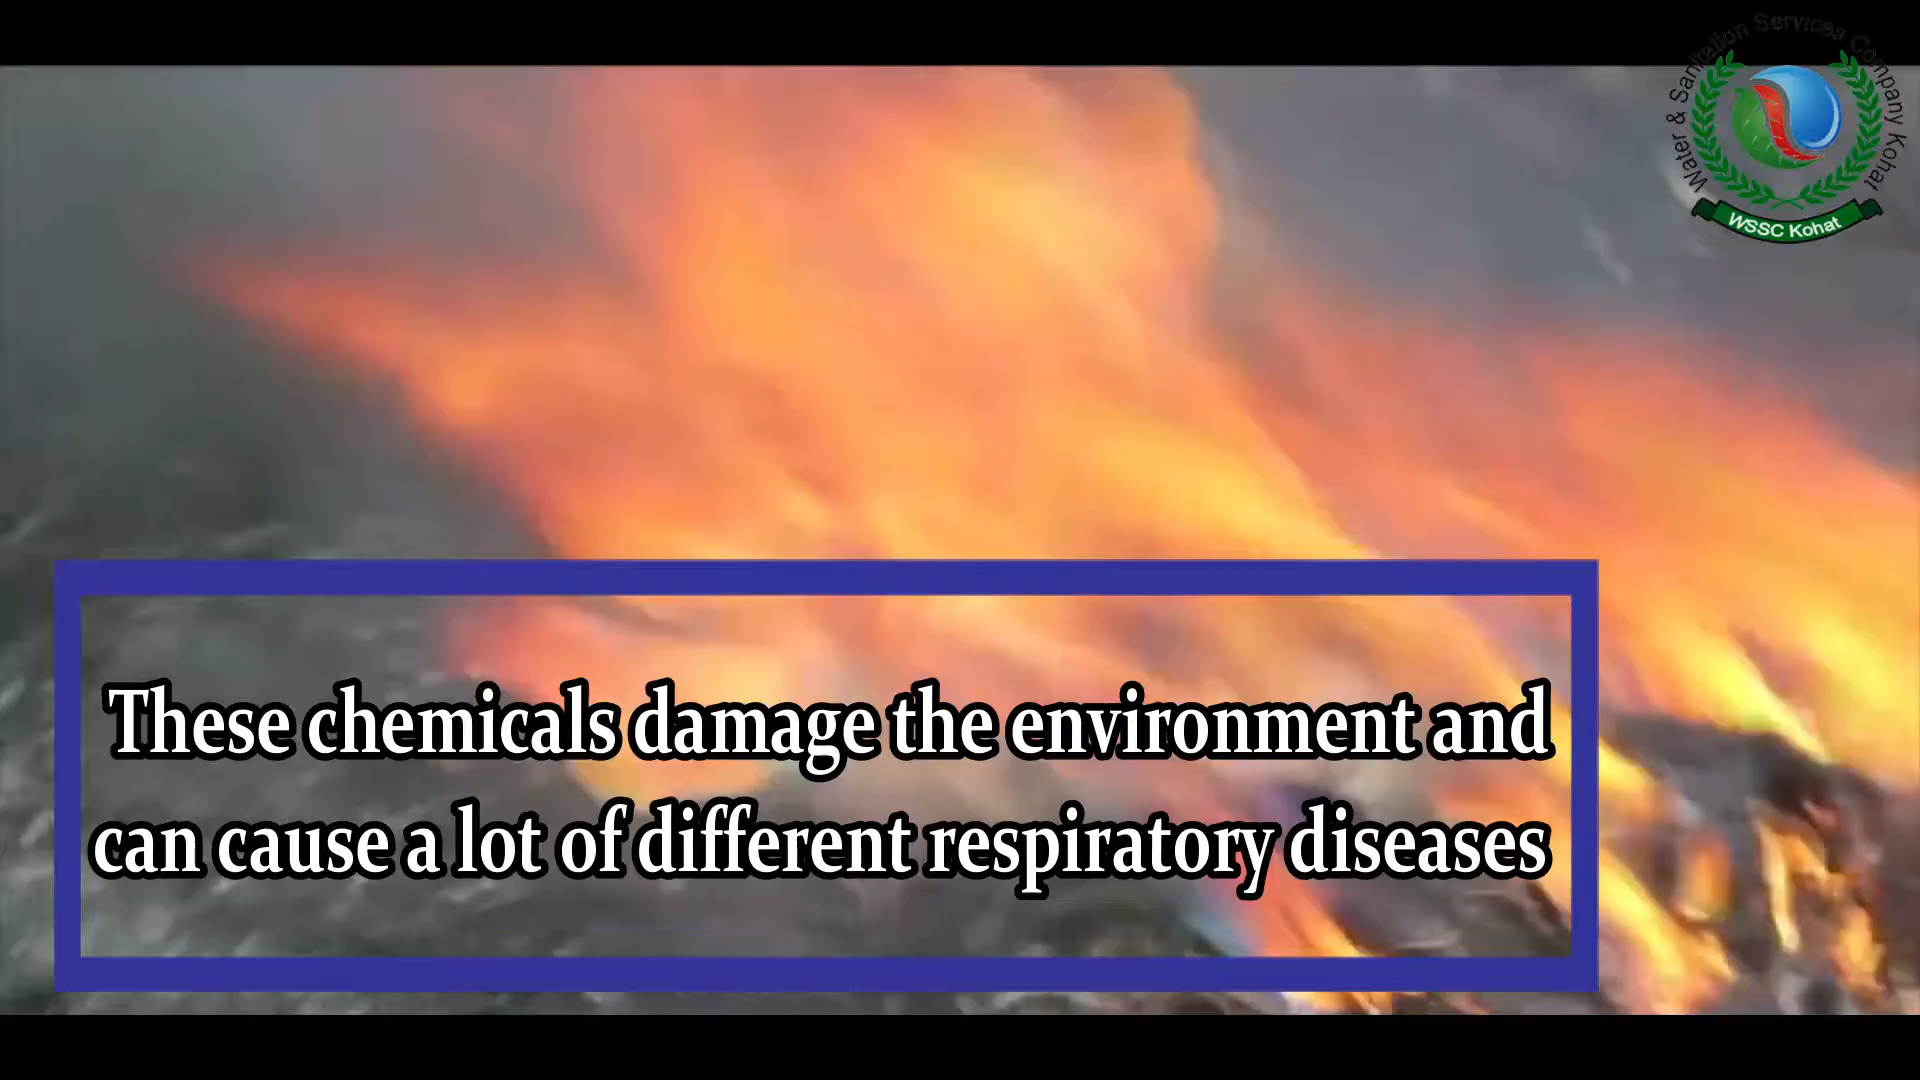 Water & Sanitation Services Company Kohat
WSSC Kohat
These chemicals damage the environment and
can cause a lot of different respiratory diseases